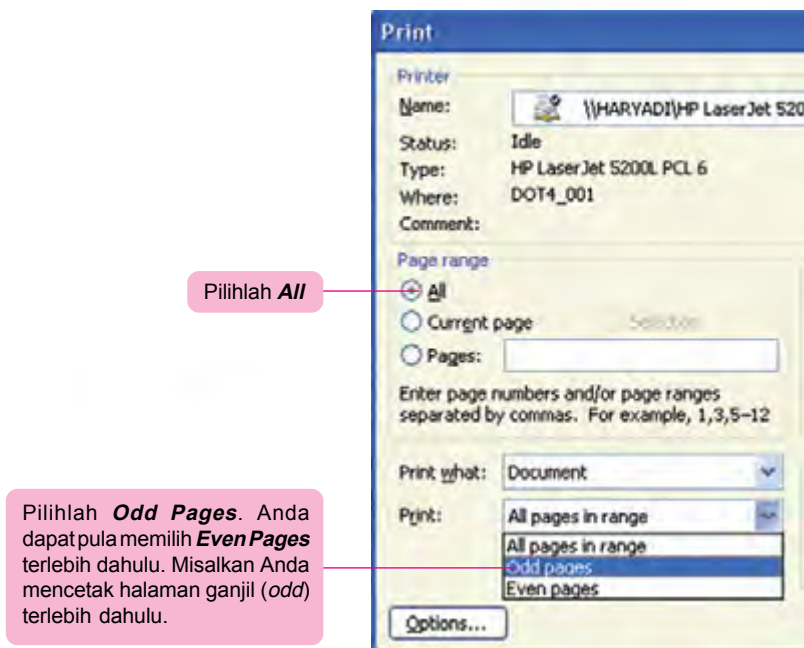 Print
Printer
Name: \\HARYADI\HP LaserJet 520
Status: Idle
Type: HP LaserJet 5200L PCL 6
Where: DOT4_001
Comment:
Page range
Pilihlah All
All
Current page Selection
Pages:
Enter page numbers and/or page ranges
separated by commas. For example, 1,3,5–12
Print what: Document
Print: All pages in range
All pages in range
Odd pages
Even pages
Options...
Pilihlah Odd Pages. Anda
dapat pula memilih Even Pages
terlebih dahulu. Misalkan Anda
mencetak halaman ganjil (odd)
terlebih dahulu.